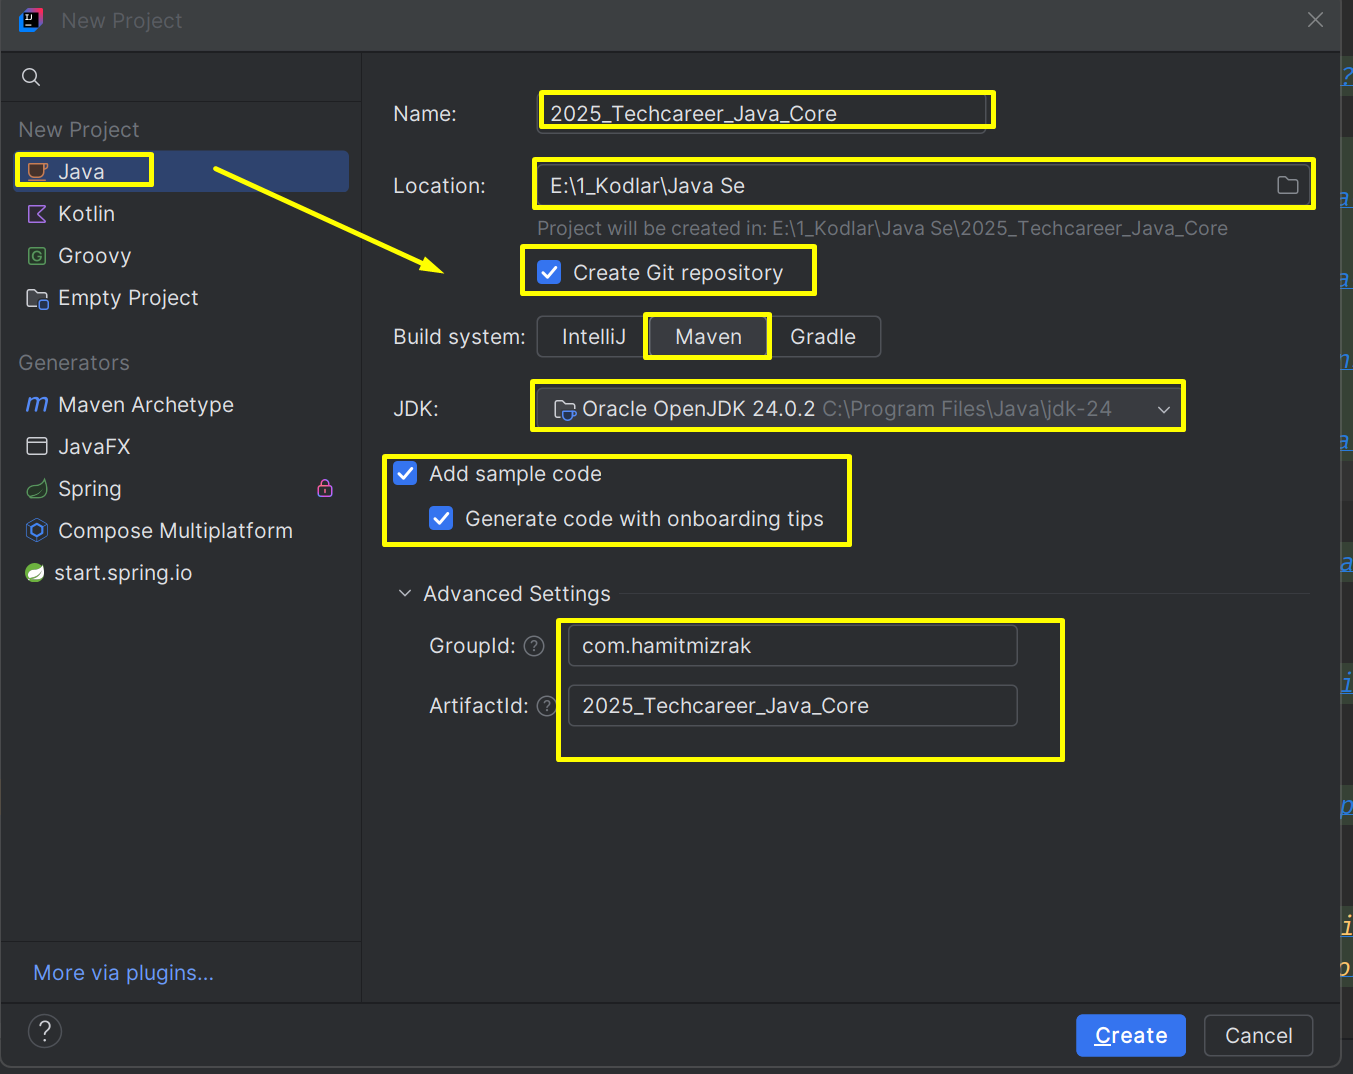 New Project
New Project
Java
Kotlin
Groovy
Empty Project
Generators
Maven Archetype
JavaFX
Spring
Compose Multiplatform
start.spring.io
More via plugins...
Name: 2025_Techcareer_Java_Core
Location: E:\1_Kodlar\Java Se
Project will be created in: E:\1_Kodlar\Java Se\2025_Techcareer_Java_Core
Create Git repository
Build system: IntelliJ Maven Gradle
JDK: Oracle OpenJDK 24.0.2 C:\Program Files\Java\jdk-24
Add sample code
Generate code with onboarding tips
Advanced Settings
GroupId: ? com.hamitmizrak
ArtifactId: ? 2025_Techcareer_Java_Core
? Create Cancel